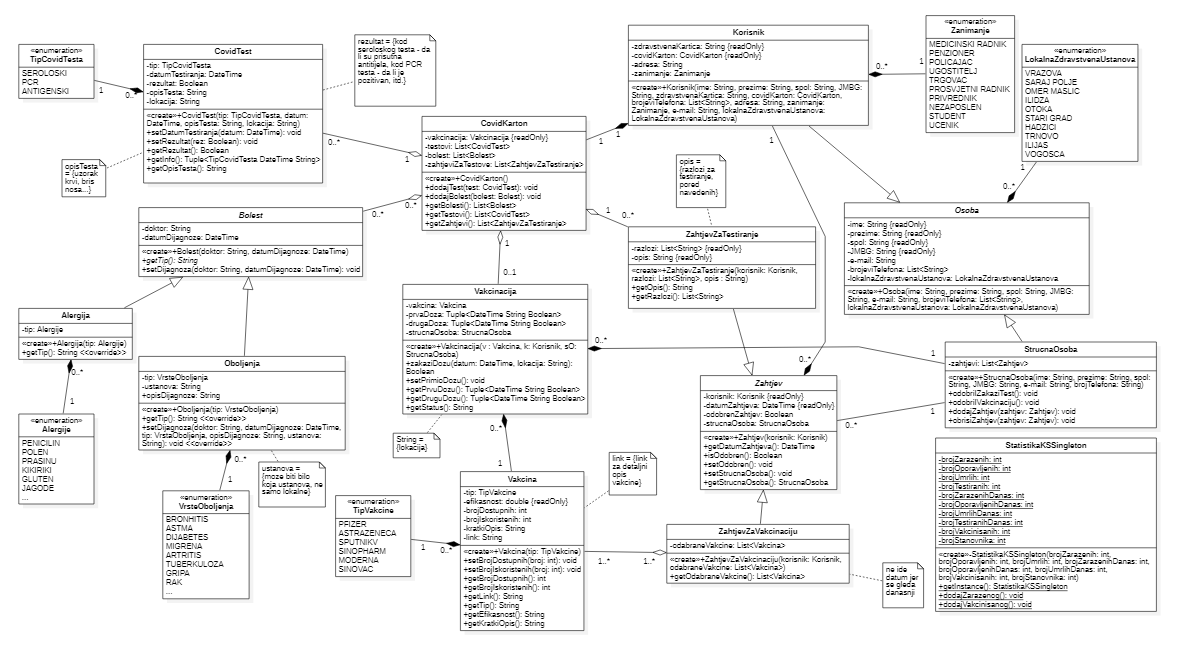 «enumeration»
TipCovidTesta
SEROLOSKI
PCR
ANTIGENSKI
1
0..*
CovidTest
-tip: TipCovidTesta
-datumTestiranja: DateTime
-rezultat: Boolean
-opisTesta: String
-lokacija: String
«create»+CovidTest(tip: TipCovidTesta, datum:
DateTime, opisTesta: String, lokacija: String)
+setDatumTestiranja(datum: DateTime): void
+setRezultat(rez: Boolean): void
+getRezultat(): Boolean
+getInfo(): Tuple<TipCovidTesta DateTime String>
+getOpisTesta(): String
rezultat = {kod
seroloskog testa - da
li su prisutna
antitijela, kod PCR
testa - da li je
pozitivan, itd.}
opisTesta
= {uzorak
krvi, bris
nosa...}
0..*
1
CovidKarton
-vakcinacija: Vakcinacija {readOnly}
-testovi: List<CovidTest>
-bolest: List<Bolest>
-zahtjeviZaTestove: List<ZahtjevZaTestiranje>
«create»+CovidKarton()
+dodajTest(test: CovidTest): void
+dodajBolest(bolest: Bolest): void
+getBolesti(): List<Bolest>
+getTestovi(): List<CovidTest>
+getZahtjevi(): List<ZahtjevZaTestiranje>
1
1
Korisnik
-zdravstvenaKartica: String {readOnly}
-covidKarton: CovidKarton {readOnly}
-adresa: String
-zanimanje: Zanimanje
«create»+Korisnik(ime: String, prezime: String, spol: String, JMBG:
String, zdravstvenaKartica: String, covidKarton: CovidKarton,
brojeviTelefona: List<String>, adresa: String, zanimanje:
Zanimanje, e-mail: String, lokalnaZdravstvenaUstanova:
LokalnaZdravstvenaUstanova)
0..*
1
«enumeration»
Zanimanje
MEDICINSKI RADNIK
PENZIONER
POLICAJAC
UGOSTITELJ
TRGOVAC
PROSVJETNI RADNIK
PRIVREDNIK
NEZAPOSLEN
STUDENT
UCENIK
«enumeration»
LokalnaZdravstvenaUstanova
VRAZOVA
SARAJ POLJE
OMER MASLIC
ILIDZA
OTOKA
STARI GRAD
HADZICI
TRNOVO
ILIJAS
VOGOSCA
1
0..*
1
opis =
{razlozi za
testiranje,
pored
navedenih}
Bolest
-doktor: String
-datumDijagnoze: DateTime
«create»+Bolest(doktor: String, datumDijagnoze: DateTime)
+getTip(): String
+setDijagnoza(doktor: String, datumDijagnoze: DateTime): void
0..*
0..*
1
0..*
1
0..1
ZahtjevZaTestiranje
-razlozi: List<String> {readOnly}
-opis: String {readOnly}
«create»+ZahtjevZaTestiranje(korisnik: Korisnik,
razlozi: List<String>, opis : String)
+getOpis(): String
+getRazlozi(): List<String>
Osoba
-ime: String {readOnly}
-prezime: String {readOnly}
-spol: String {readOnly}
-JMBG: String {readOnly}
-e-mail: String
-brojeviTelefona: List<String>
-lokalnaZdravstvenaUstanova: LokalnaZdravstvenaUstanova
«create»+Osoba(ime: String, prezime: String, spol: String, JMBG:
String, e-mail: String, brojeviTelefona: List<String>,
lokalnaZdravstvenaUstanova: LokalnaZdravstvenaUstanova)
Alergija
-tip: Alergije
«create»+Alergija(tip: Alergije)
+getTip(): String <<override>>
0..*
1
«enumeration»
Alergije
PENICILIN
POLEN
PRASINU
KIKIRIKI
GLUTEN
JAGODE
...
Oboljenja
-tip: VrsteOboljenja
-ustanova: String
+opisDijagnoze: String
«create»+Oboljenja(tip: VrsteOboljenja)
+getTip(): String <<override>>
+setDijagnoza(doktor: String, datumDijagnoze: DateTime,
tip: VrstaOboljenja, opisDijagnoze: String, ustanova:
String): void <<override>>
0..*
1
ustanova =
{moze biti bilo
koja ustanova, ne
samo lokalne}
«enumeration»
VrsteOboljenja
BRONHITIS
ASTMA
DIJABETES
MIGRENA
ARTRITIS
TUBERKULOZA
GRIPA
RAK
...
Vakcinacija
-vakcina: Vakcina
-prvaDoza: Tuple<DateTime String Boolean>
-drugaDoza: Tuple<DateTime String Boolean>
-strucnaOsoba: StrucnaOsoba
«create»+Vakcinacija(v : Vakcina, k: Korisnik, sO:
StrucnaOsoba)
+zakaziDozu(datum: DateTime, lokacija: String):
Boolean
+setPrimioDozu(): void
+getPrvuDozu(): Tuple<DateTime String Boolean>
+getDruguDozu(): Tuple<DateTime String Boolean>
+getStatus(): String
0..*
1
String =
{lokacija}
0..*
1
0..*
Zahtjev
-korisnik: Korisnik {readOnly}
-datumZahtjeva: DateTime {readOnly}
-odobrenZahtjev: Boolean
-strucnaOsoba: StrucnaOsoba
«create»+Zahtjev(korisnik: Korisnik)
+getDatumZahtjeva(): DateTime
+isOdobren(): Boolean
+setOdobren(): void
+setStrucnaOsoba(): void
+getStrucnaOsoba(): StrucnaOsoba
0..*
1
StrucnaOsoba
-zahtjevi: List<Zahtjev>
«create»+StrucnaOsoba(ime: String, prezime: String, spol:
String, JMBG: String, e-mail: String, brojTelefona: String)
+odobriZakaziTest(): void
+odobriVakcinaciju(): void
+dodajZahtjev(zahtjev: Zahtjev): void
+obrisiZahtjev(zahtjev: Zahtjev): void
StatistikaKSSingleton
-brojZarazenih: int
-brojOporavljenih: int
-brojUmrlih: int
-brojTestiranih: int
-brojZarazenihDanas: int
-brojOporavljenihDanas: int
-brojUmrlihDanas: int
-brojTestiranihDanas: int
-brojVakcinisanih: int
-brojStanovnika: int
«create»-StatistikaKSSingleton(brojZarazenih: int,
brojOporavljenih: int, brojUmrlih: int, brojZarazenihDanas: int,
brojOporavljenihDanas: int, brojUmrlihDanas: int,
brojVakcinisanih: int, brojStanovnika: int)
+getInstance(): StatistikaKSSingleton
+dodajZarazenog(): void
+dodajVakcinisanog(): void
«enumeration»
TipVakcine
PFIZER
ASTRAZENECA
SPUTNIKV
SINOPHARM
MODERNA
SINOVAC
1
0..*
Vakcina
-tip: TipVakcine
-efikasnost: double {readOnly}
-brojDostupnih: int
-brojIskoristenih: int
-kratkiOpis: String
-link: String
«create»+Vakcina(tip: TipVakcine)
+setBrojDostupnih(broj: int): void
+setBrojIskoristenih(broj: int): void
+getBrojDostupnih(): int
+getBrojIskoristenih(): int
+getLink(): String
+getTip(): String
+getEfikasnost(): String
+getKratkiOpis(): String
link = {link
za detaljni
opis
vakcine}
1..*
1..*
ZahtjevZaVakcinaciju
-odabraneVakcine: List<Vakcina>
«create»+ZahtjevZaVakcinaciju(korisnik: Korisnik,
odabraneVakcine: List<Vakcina>)
+getOdabraneVakcine(): List<Vakcina>
ne ide
datum jer
se gleda
danasnji